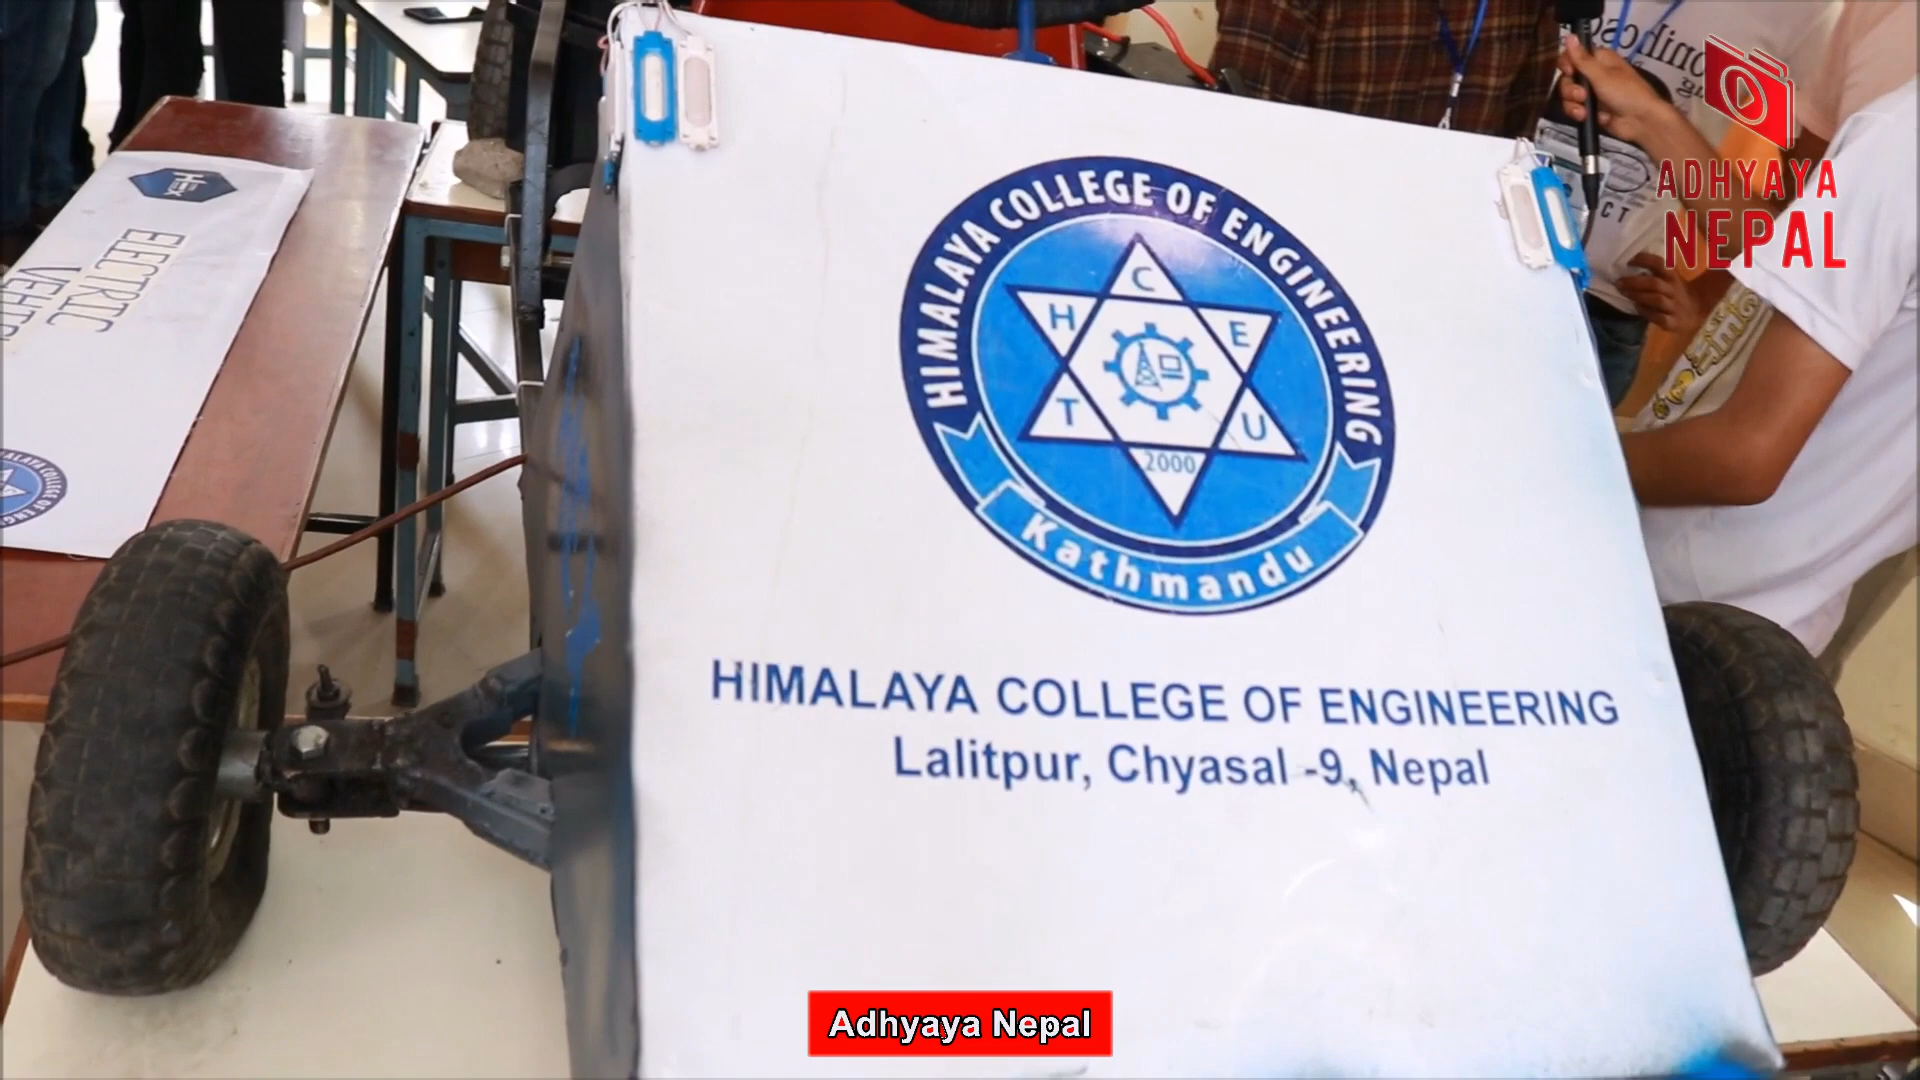 ADHYAYA
NEPAL
HIMALAYA COLLEGE OF ENGINEERING
C
H E
T U
2000
Kathmandu
HIMALAYA COLLEGE OF ENGINEERING
Lalitpur, Chyasal -9, Nepal
ELECTRIC
Adhyaya Nepal